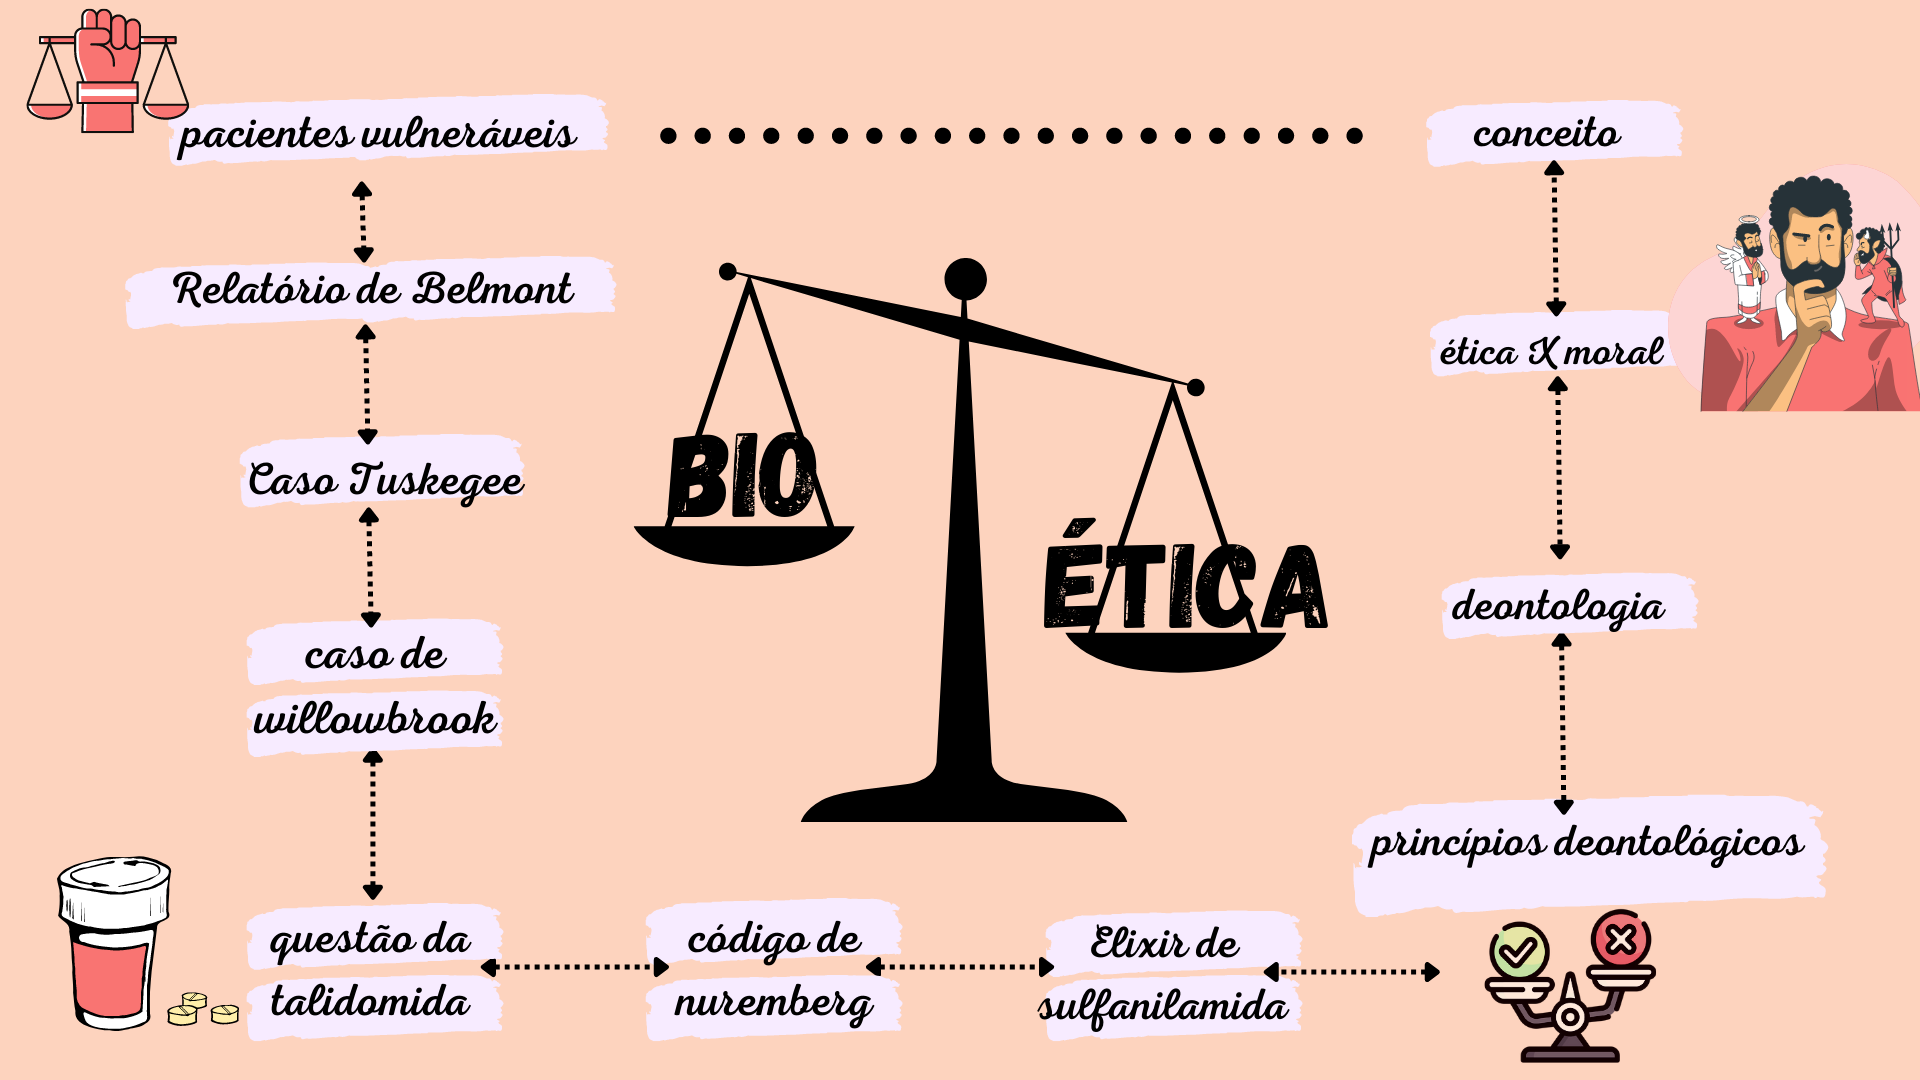 pacientes vulneráveis
conceito
Relatório de Belmont
ética X moral
Caso Tuskegee
BIO
ÉTICA
deontologia
caso de
willowbrook
princípios deontológicos
questão da
talidomida
código de
nuremberg
Elixir de
sulfanilamida